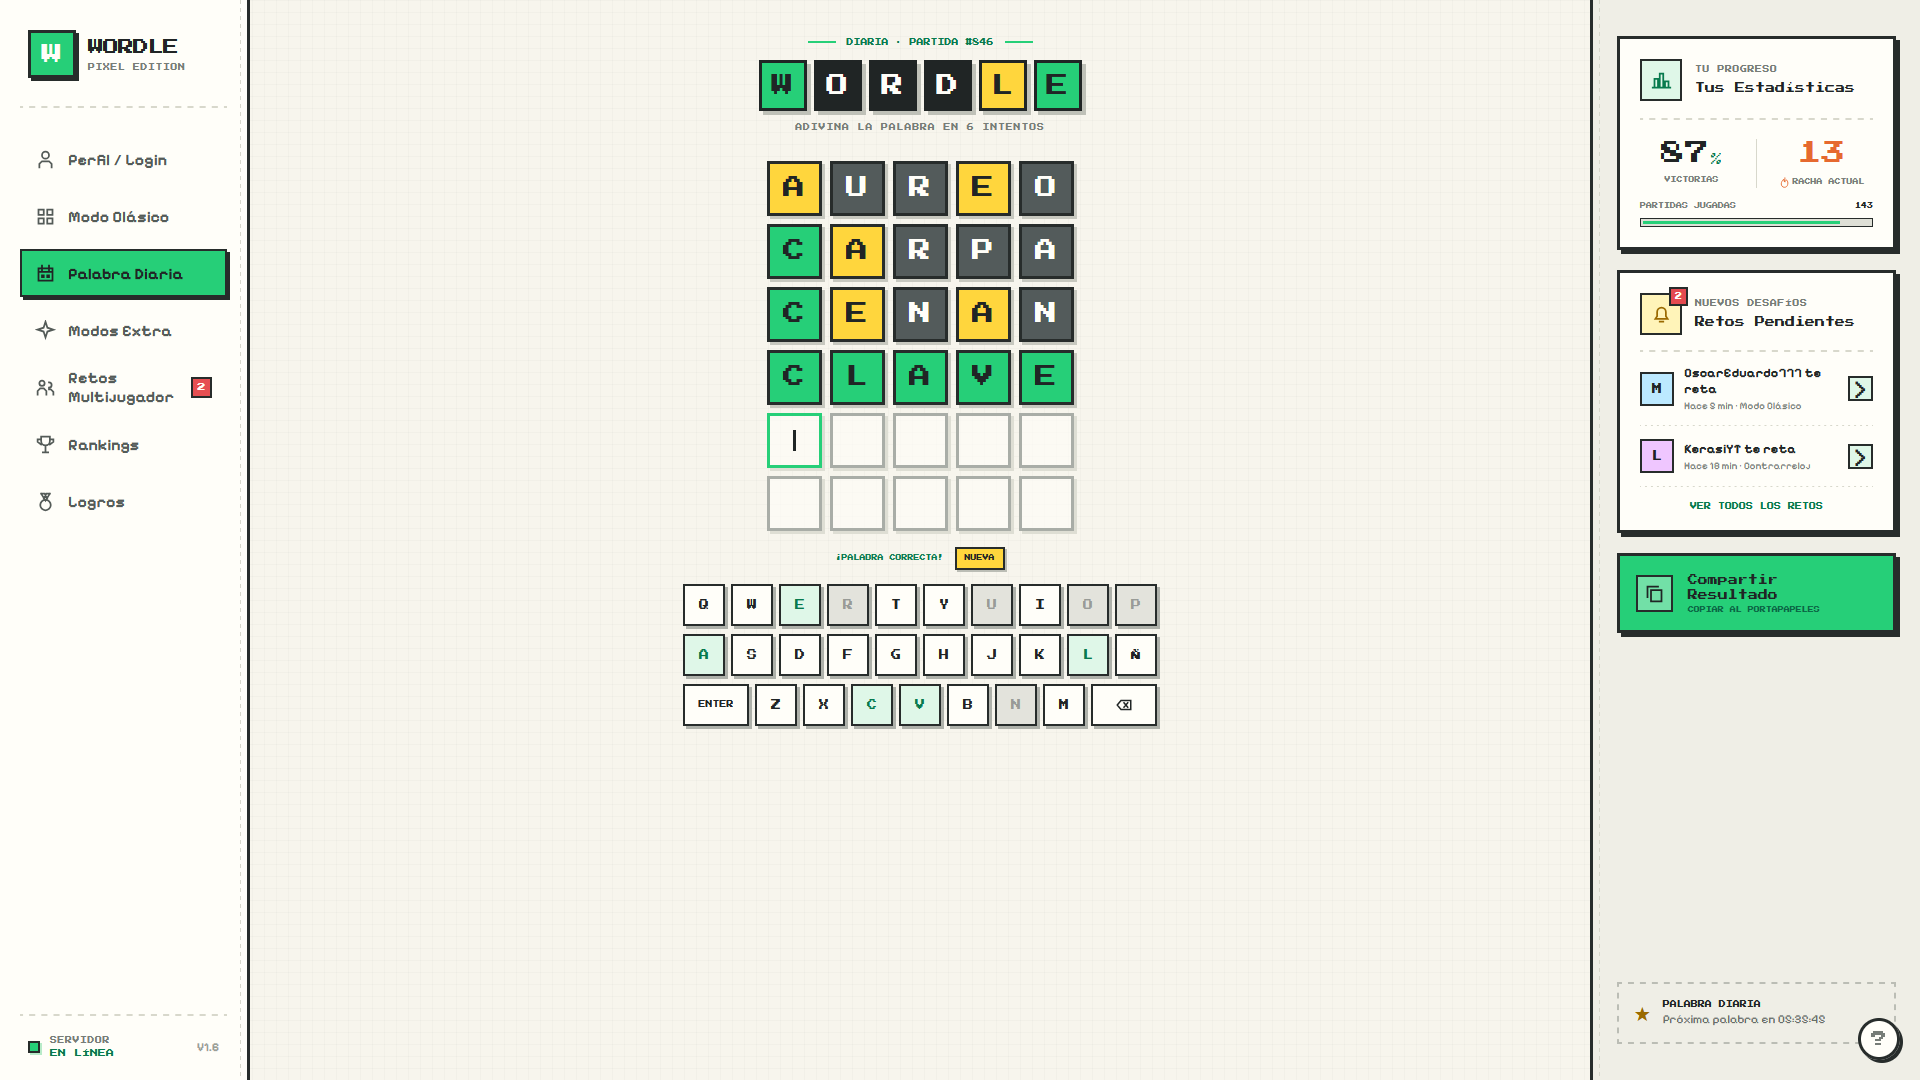 W
WORDLE
PIXEL EDITION
Perfil / Login
Modo Clásico
Palabra Diaria
Modos Extra
Retos
Multijugador
2
Rankings
Logros
SERVIDOR
EN LÍNEA
V1.6
DIARIA · PARTIDA #846
W O R D L E
ADIVINA LA PALABRA EN 6 INTENTOS
A U R E O
C A R P A
C E N A N
C L A V E
¡PALABRA CORRECTA!
NUEVA
Q W E R T Y U I O P
A S D F G H J K L Ñ
ENTER Z X C V B N M
TU PROGRESO
Tus Estadísticas
87%
VICTORIAS
13
RACHA ACTUAL
PARTIDAS JUGADAS 143
2
NUEVOS DESAFÍOS
Retos Pendientes
M
OscarEduardo777 te
reta
Hace 8 min · Modo Clásico
L
KerasiYT te reta
Hace 18 min · Contrarreloj
VER TODOS LOS RETOS
Compartir
Resultado
COPIAR AL PORTAPAPELES
PALABRA DIARIA
Próxima palabra en
?